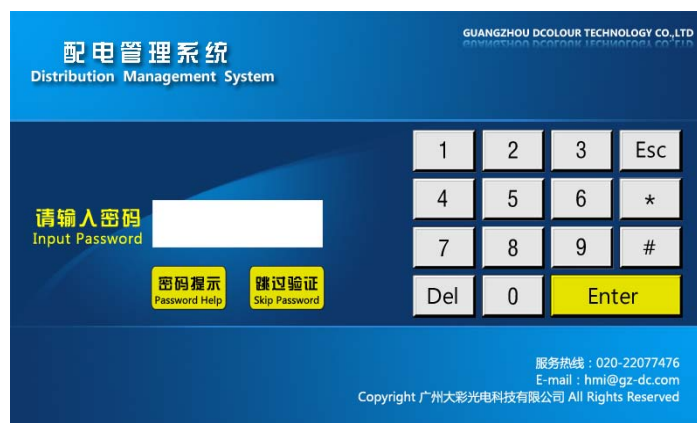 配电管理系统
Distribution Management System
GUANGZHOU DCOLOUR TECHNOLOGY CO.,LTD
1 2 3 Esc
4 5 6 *
7 8 9 #
Del 0 Enter
请输入密码
Input Password
密码提示
Password Help
跳过验证
Skip Password
服务热线：020-22077476
E-mail：hmi@gz-dc.com
Copyright 广州大彩光电科技有限公司 All Rights Reserved